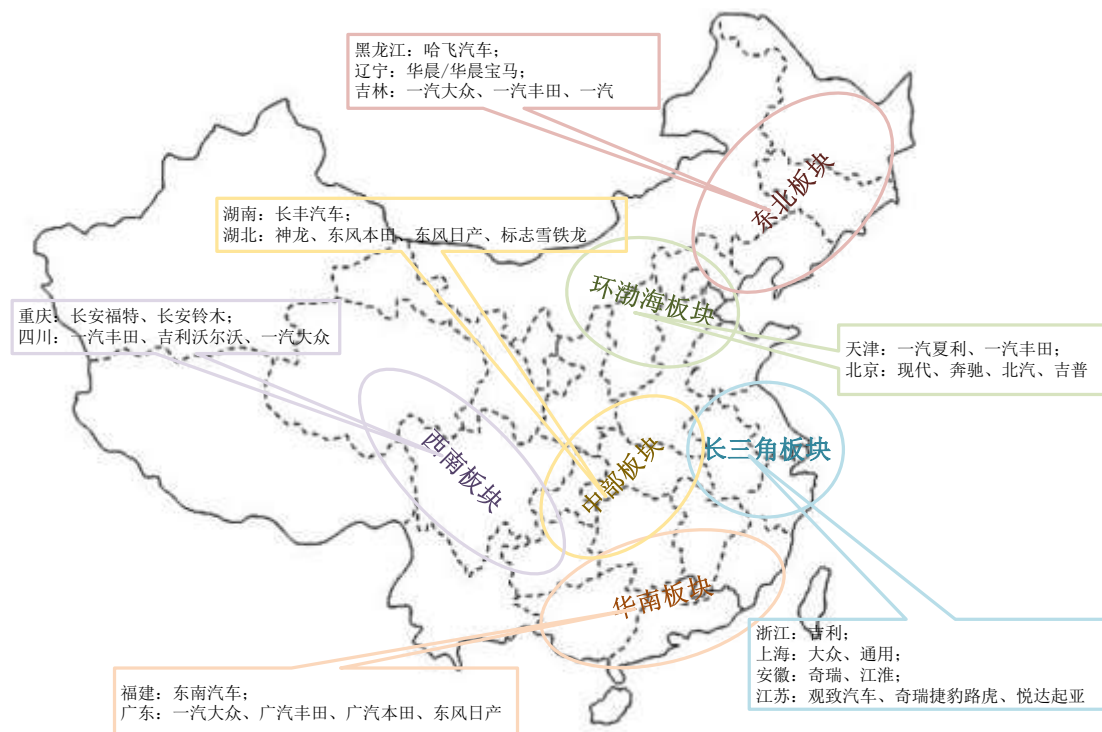 黑龙江：哈飞汽车；
辽宁：华晨/华晨宝马；
吉林：一汽大众、一汽丰田、一汽
东北板块
湖南：长丰汽车；
湖北：神龙、东风本田、东风日产、标志雪铁龙
环渤海板块
重庆：长安福特、长安铃木；
四川：一汽丰田、吉利沃尔沃、一汽大众
天津：一汽夏利、一汽丰田；
北京：现代、奔驰、北汽、吉普
西南板块
中部板块
长三角板块
华南板块
浙江：吉利；
上海：大众、通用；
安徽：奇瑞、江淮；
江苏：观致汽车、奇瑞捷豹路虎、悦达起亚
福建：东南汽车；
广东：一汽大众、广汽丰田、广汽本田、东风日产